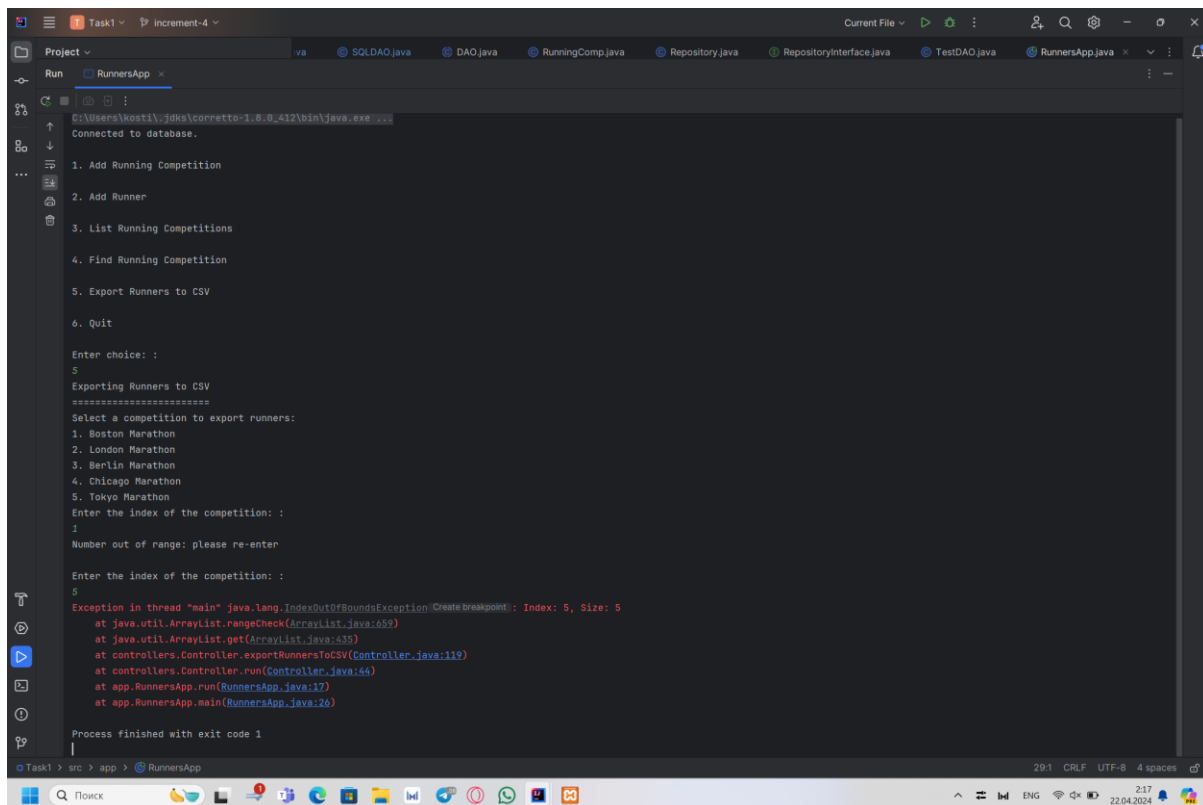 Task1
increment-4
Current File
Project
va
SQLDAO.java
DAO.java
RunningComp.java
Repository.java
RepositoryInterface.java
TestDAO.java
RunnersApp.java
Run
RunnersApp
C:\Users\kosti\.jdks\corretto-1.8.0_412\bin\java.exe ...
Connected to database.
1. Add Running Competition
2. Add Runner
3. List Running Competitions
4. Find Running Competition
5. Export Runners to CSV
6. Quit
Enter choice: :
5
Exporting Runners to CSV
========================
Select a competition to export runners:
1. Boston Marathon
2. London Marathon
3. Berlin Marathon
4. Chicago Marathon
5. Tokyo Marathon
Enter the index of the competition: :
1
Number out of range: please re-enter
Enter the index of the competition: :
5
Exception in thread "main" java.lang.IndexOutOfBoundsException Create breakpoint : Index: 5, Size: 5
at java.util.ArrayList.rangeCheck(ArrayList.java:659)
at java.util.ArrayList.get(ArrayList.java:435)
at controllers.Controller.exportRunnersToCSV(Controller.java:119)
at controllers.Controller.run(Controller.java:44)
at app.RunnersApp.run(RunnersApp.java:17)
at app.RunnersApp.main(RunnersApp.java:26)
Process finished with exit code 1
Task1 > src > app > RunnersApp
29:1 CRLF UTF-8 4 spaces
Поиск
ENG
2:17
22.04.2024